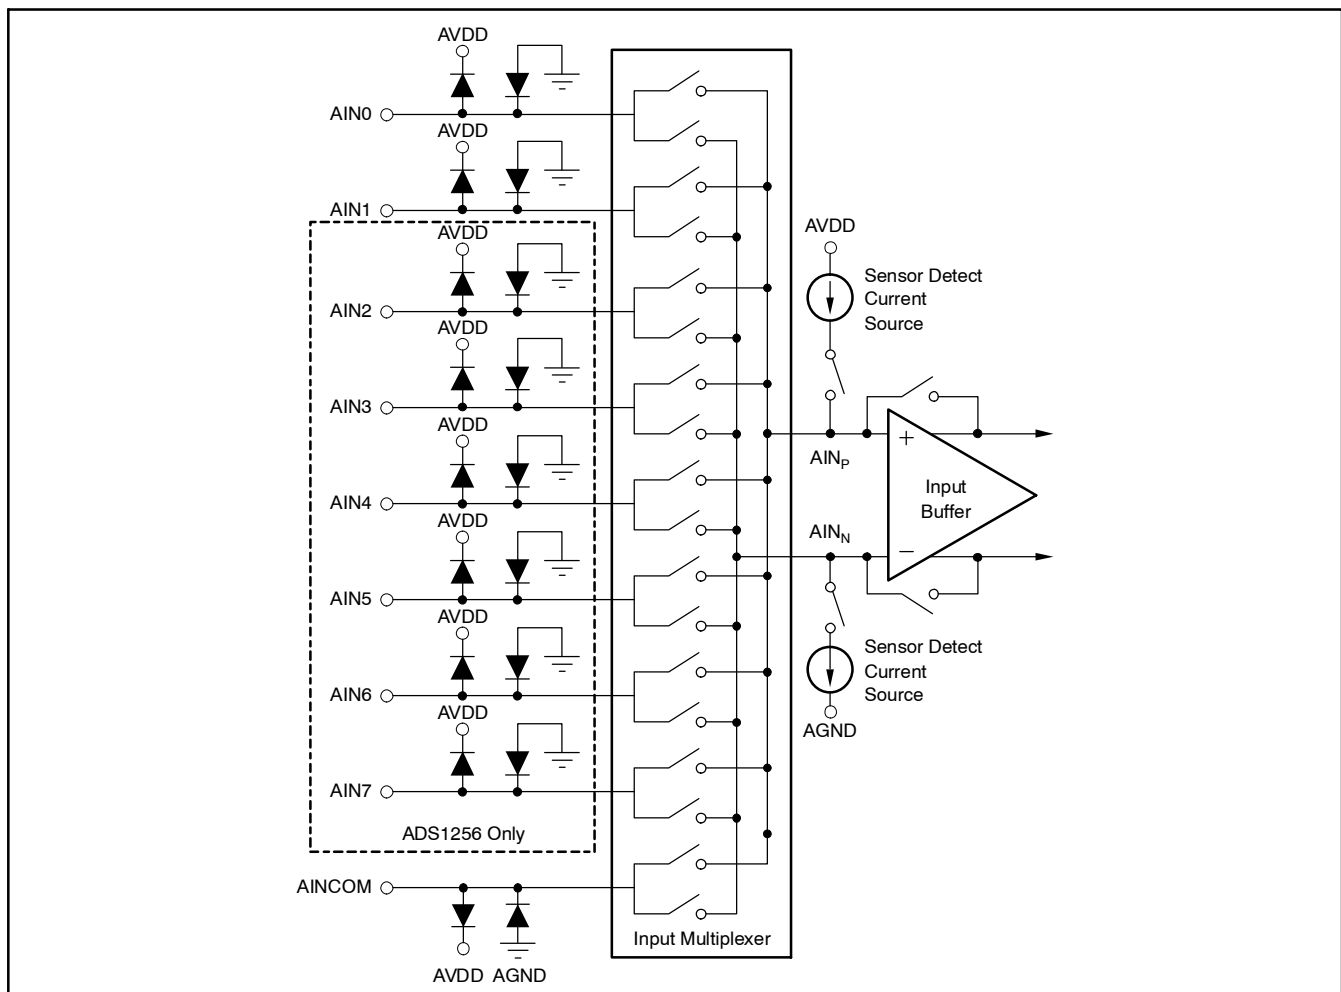 AVDD
AIN0
AVDD
AIN1
AVDD
AIN2
AVDD
AIN3
AVDD
AIN4
AVDD
AIN5
AVDD
AIN6
AVDD
AIN7
ADS1256 Only
AINCOM
AVDD AGND
Input Multiplexer
AVDD
Sensor Detect
Current
Source
+
AINP
Input
Buffer
AINN
−
Sensor Detect
Current
Source
AGND